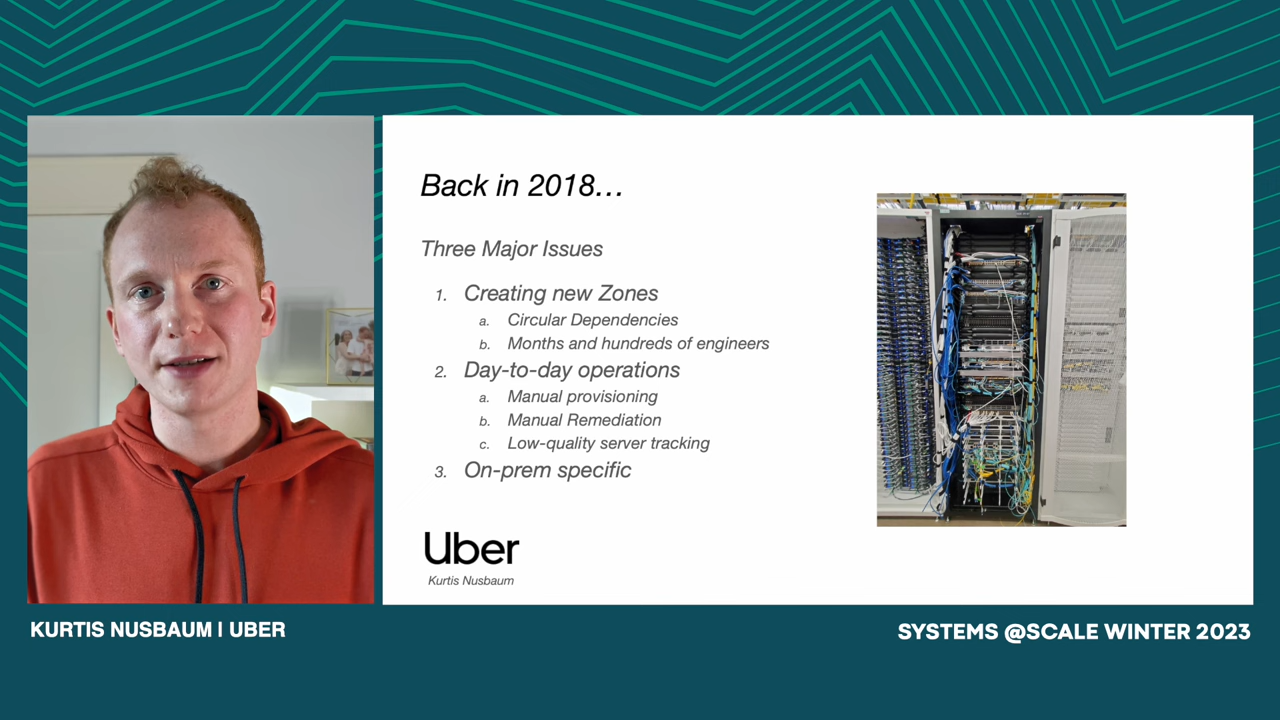 Back in 2018…
Three Major Issues
1. Creating new Zones
a. Circular Dependencies
b. Months and hundreds of engineers
2. Day-to-day operations
a. Manual provisioning
b. Manual Remediation
c. Low-quality server tracking
3. On-prem specific
Uber
Kurtis Nusbaum
KURTIS NUSBAUM | UBER
SYSTEMS @SCALE WINTER 2023